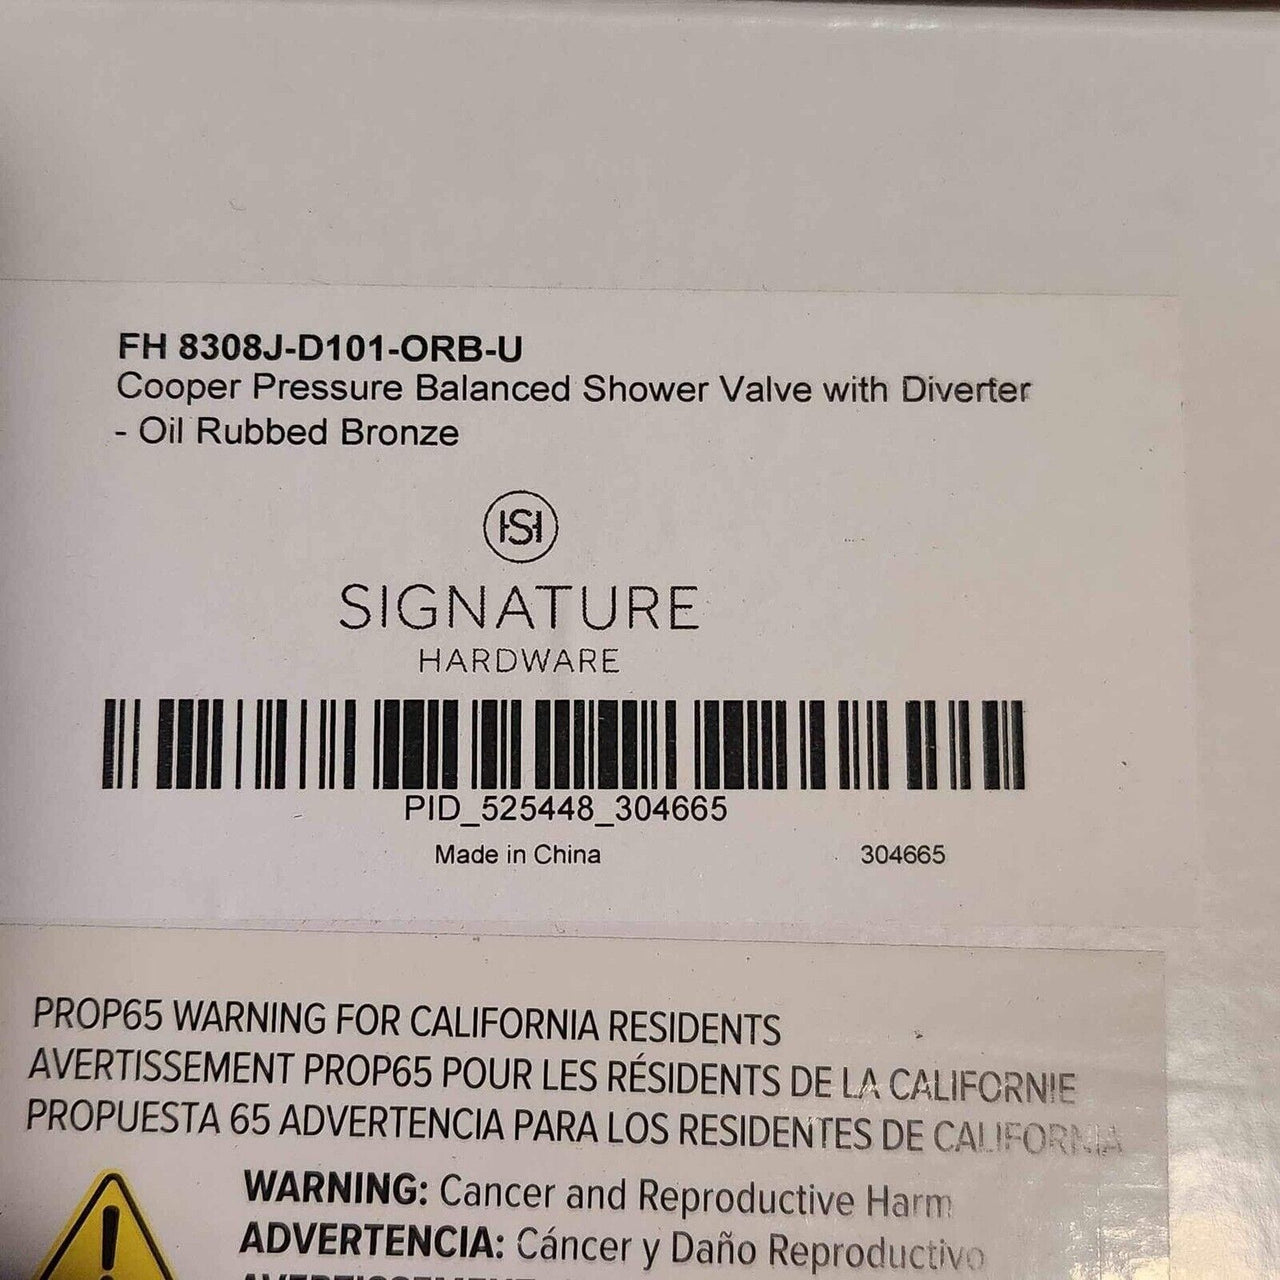 FH 8308J-D101-ORB-U
Cooper Pressure Balanced Shower Valve with Diverter
- Oil Rubbed Bronze
SIGNATURE
HARDWARE
PID_525448_304665
Made in China 304665
PROP65 WARNING FOR CALIFORNIA RESIDENTS
AVERTISSEMENT PROP65 POUR LES RÉSIDENTS DE LA CALIFORNIE
PROPUESTA 65 ADVERTENCIA PARA LOS RESIDENTES DE CALIFORNIA
WARNING: Cancer and Reproductive Harm
ADVERTENCIA: Cáncer y Daño Reproductivo